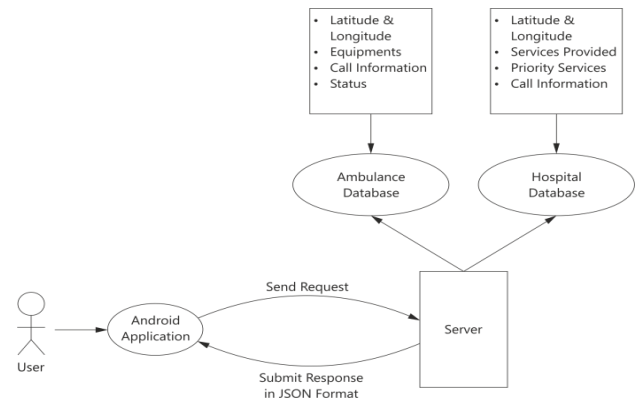 • Latitude &
Longitude
• Equipments
• Call Information
• Status
• Latitude &
Longitude
• Services Provided
• Priority Services
• Call Information
Ambulance
Database
Hospital
Database
Send Request
Android
Application
Server
User
Submit Response
in JSON Format